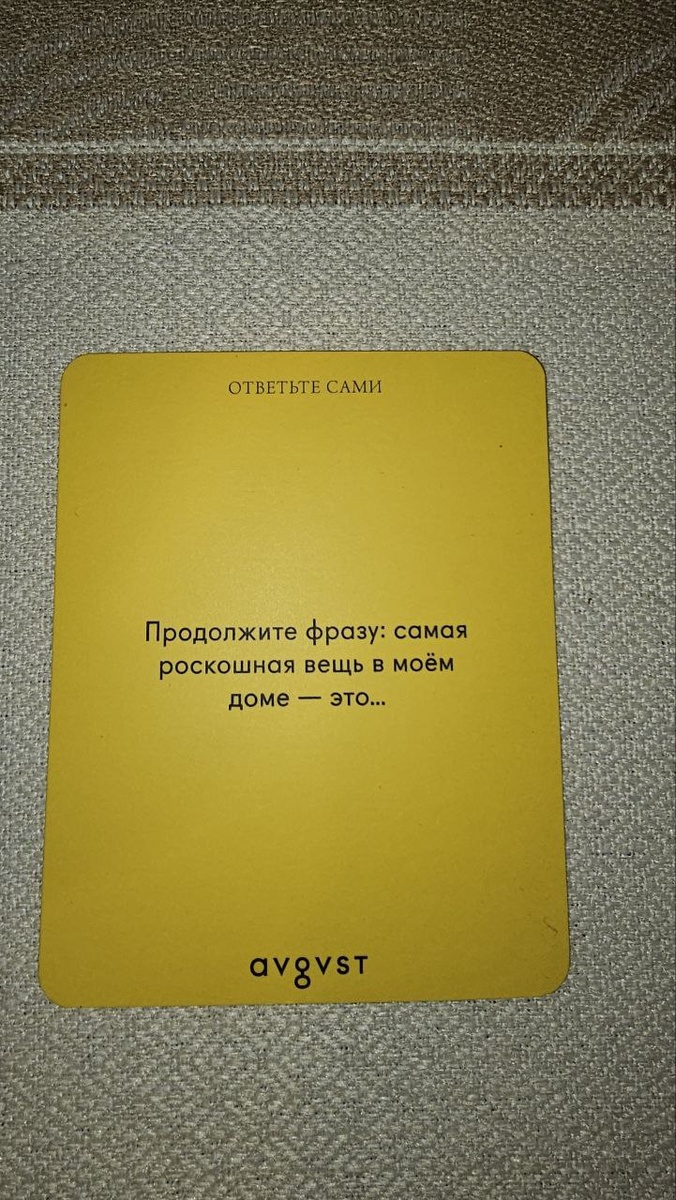 ОТВЕТЬТЕ САМИ
Продолжите фразу: самая
роскошная вещь в моём
доме — это...
avgvst